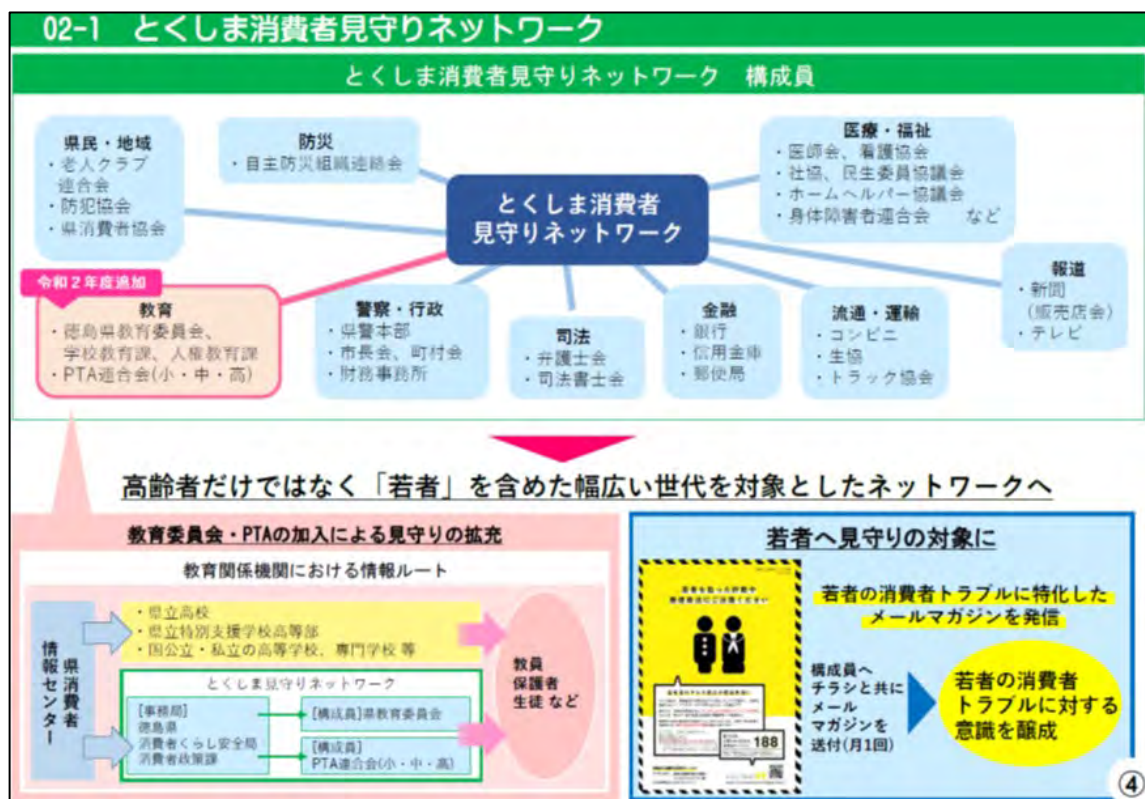 02-1 とくしま消費者見守りネットワーク
とくしま消費者見守りネットワーク 構成員
県民・地域
・老人クラブ
連合会
・防犯協会
・県消費者協会
防災
・自主防災組織連絡会
医療・福祉
・医師会、看護協会
・社協、民生委員協議会
・ホームヘルパー協議会
・身体障害者連合会 など
とくしま消費者
見守りネットワーク
令和2年度追加
教育
・徳島県教育委員会、
学校教育課、人権教育課
・PTA連合会(小・中・高)
警察・行政
・県警本部
・市長会、町村会
・財務事務所
司法
・弁護士会
・司法書士会
金融
・銀行
・信用金庫
・郵便局
流通・運輸
・コンビニ
・生協
・トラック協会
報道
・新聞
(販売店会)
・テレビ
高齢者だけではなく「若者」を含めた幅広い世代を対象としたネットワークへ
教育委員会・PTAの加入による見守りの拡充
教育関係機関における情報ルート
県消費者
情報センター
・県立高校
・県立特別支援学校高等部
・国公立・私立の高等学校、専門学校 等
とくしま見守りネットワーク
[事務局]
徳島県
消費者くらし安全局
消費者政策課
[構成員]県教育委員会
[構成員]
PTA連合会(小・中・高)
教員
保護者
生徒 など
若者へ見守りの対象に
188
若者の消費者トラブルに特化した
メールマガジンを発信
構成員へ
チラシと共に
メール
マガジンを
送付(月1回)
若者の消費者
トラブルに対する
意識を醸成
④